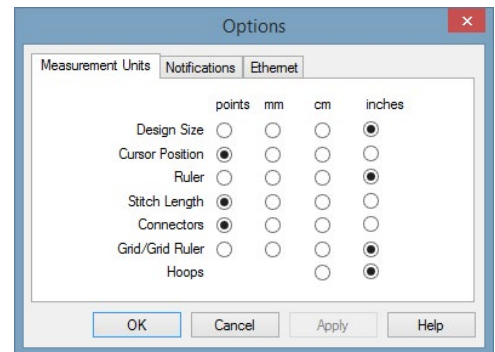 Options
Measurement Units Notifications Ethernet
points mm cm inches
Design Size
Cursor Position
Ruler
Stitch Length
Connectors
Grid/Grid Ruler
Hoops
OK Cancel Apply Help